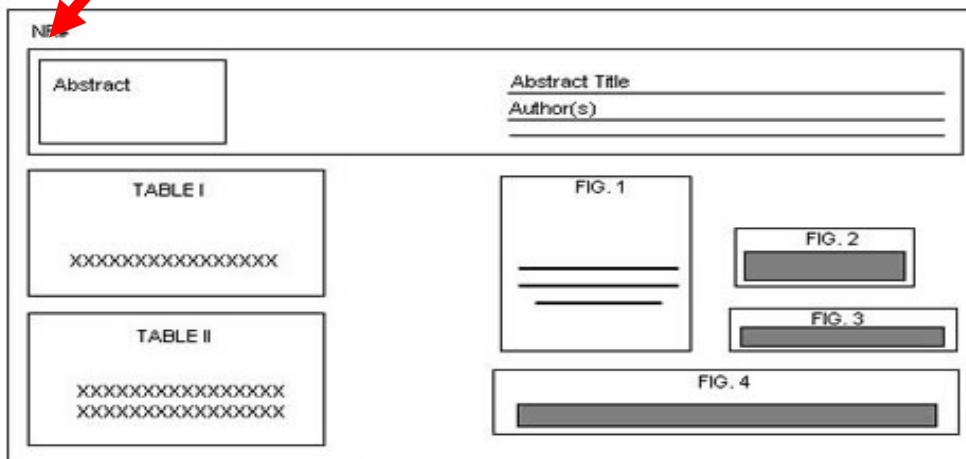 Abstract
Abstract Title
Author(s)
TABLE I
XXXXXXXXXXXXXXXX
TABLE II
XXXXXXXXXXXXXXXX
XXXXXXXXXXXXXXXX
FIG. 1
FIG. 2
FIG. 3
FIG. 4